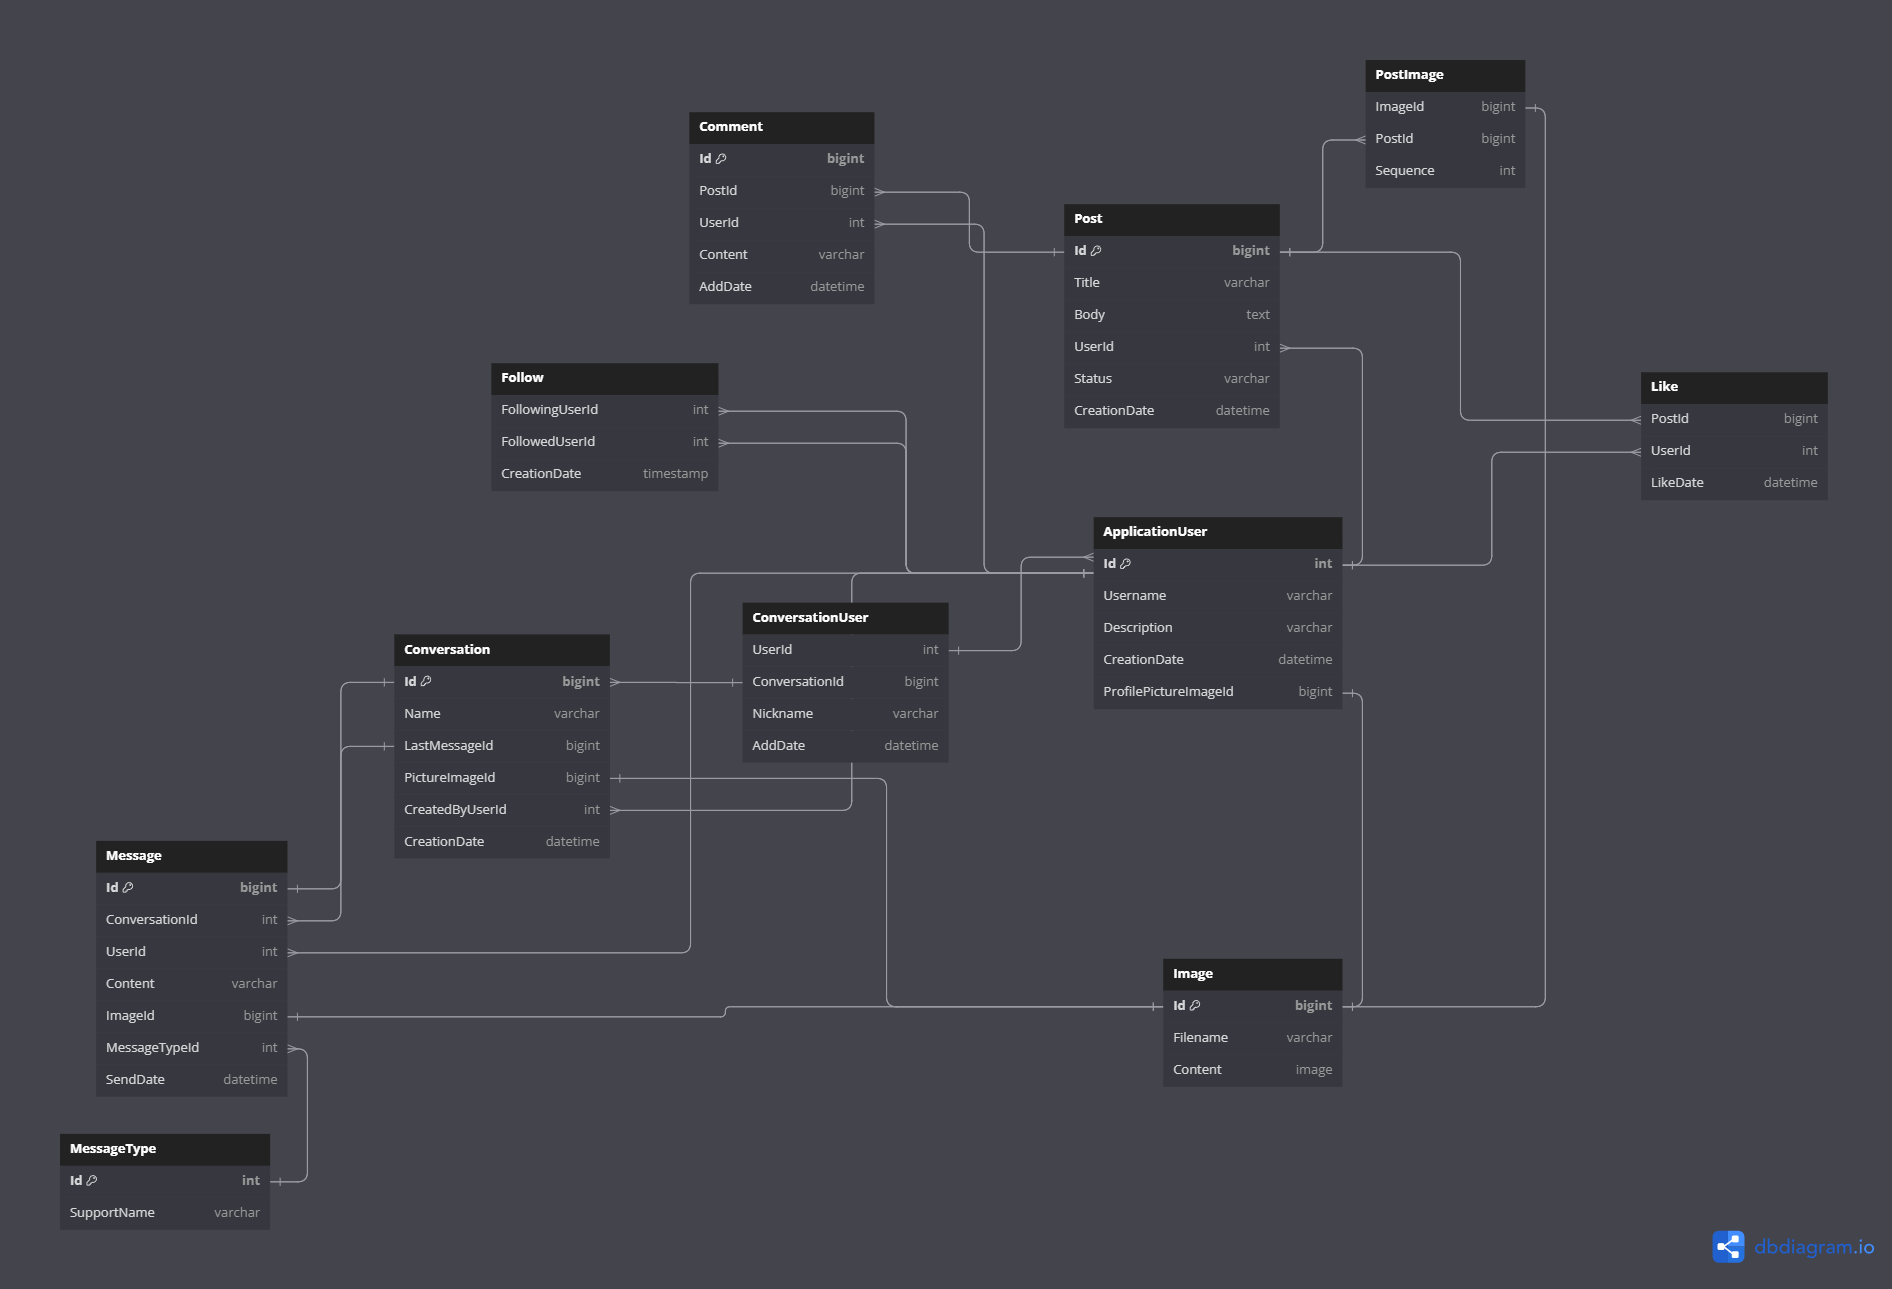 PostImage
ImageId bigint
PostId bigint
Sequence int
Comment
Id bigint
PostId bigint
UserId int
Content varchar
AddDate datetime
Post
Id bigint
Title varchar
Body text
UserId int
Status varchar
CreationDate datetime
Follow
FollowingUserId int
FollowedUserId int
CreationDate timestamp
Like
PostId bigint
UserId int
LikeDate datetime
ApplicationUser
Id int
Username varchar
Description varchar
CreationDate datetime
ProfilePictureImageId bigint
ConversationUser
UserId int
ConversationId bigint
Nickname varchar
AddDate datetime
Conversation
Id bigint
Name varchar
LastMessageId bigint
PictureImageId bigint
CreatedByUserId int
CreationDate datetime
Message
Id bigint
ConversationId int
UserId int
Content varchar
ImageId bigint
MessageTypeId int
SendDate datetime
Image
Id bigint
Filename varchar
Content image
MessageType
Id int
SupportName varchar
dbdiagram.io